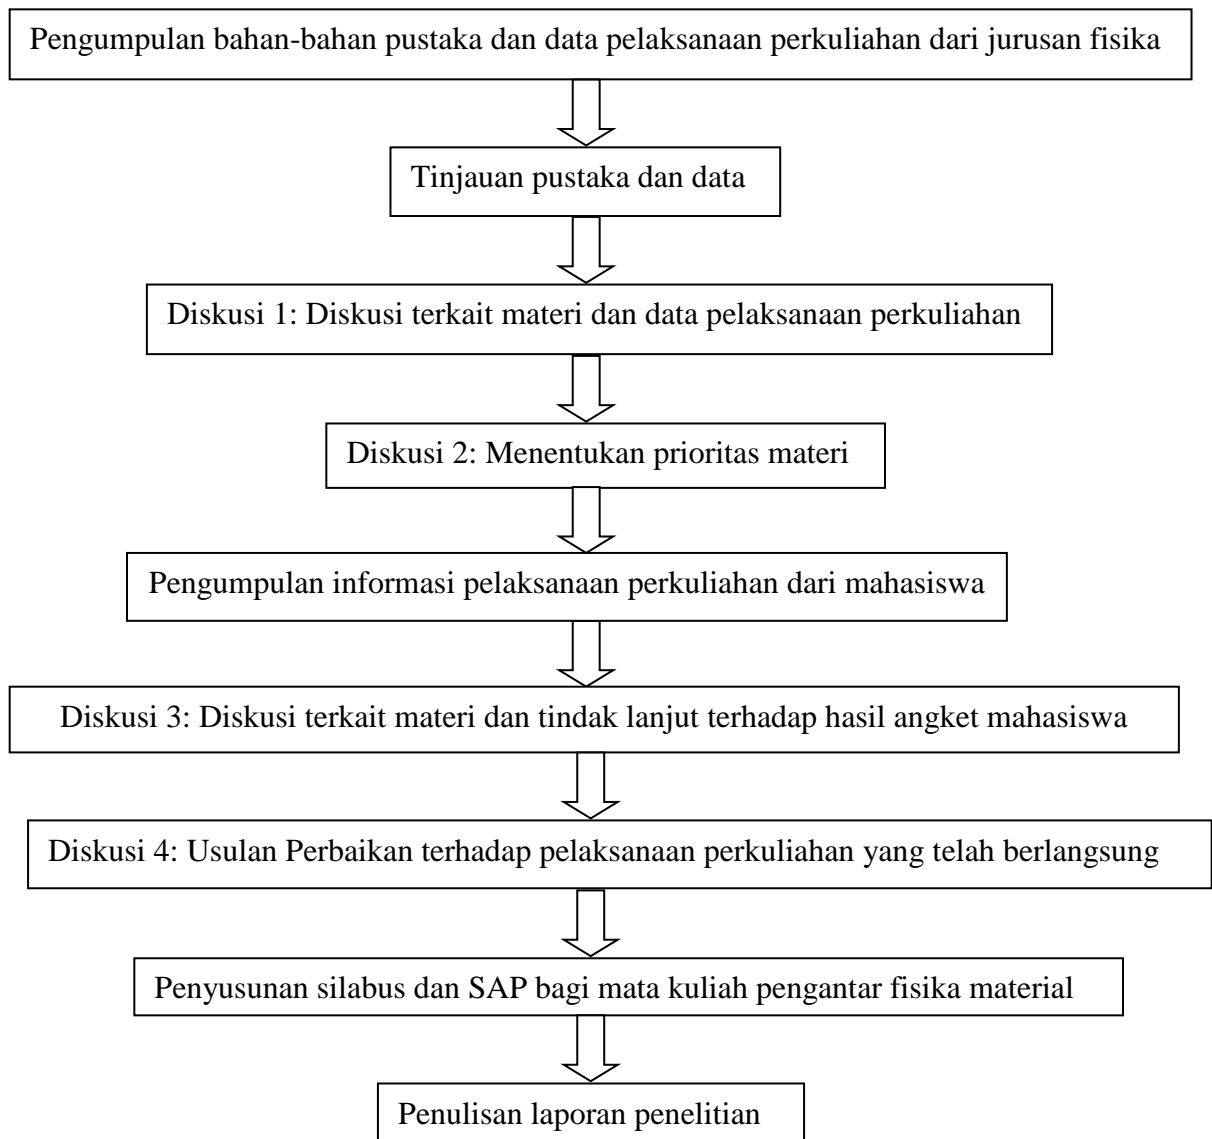 Pengumpulan bahan-bahan pustaka dan data pelaksanaan perkuliahan dari jurusan fisika
Tinjauan pustaka dan data
Diskusi 1: Diskusi terkait materi dan data pelaksanaan perkuliahan
Diskusi 2: Menentukan prioritas materi
Pengumpulan informasi pelaksanaan perkuliahan dari mahasiswa
Diskusi 3: Diskusi terkait materi dan tindak lanjut terhadap hasil angket mahasiswa
Diskusi 4: Usulan Perbaikan terhadap pelaksanaan perkuliahan yang telah berlangsung
Penyusunan silabus dan SAP bagi mata kuliah pengantar fisika material
Penulisan laporan penelitian